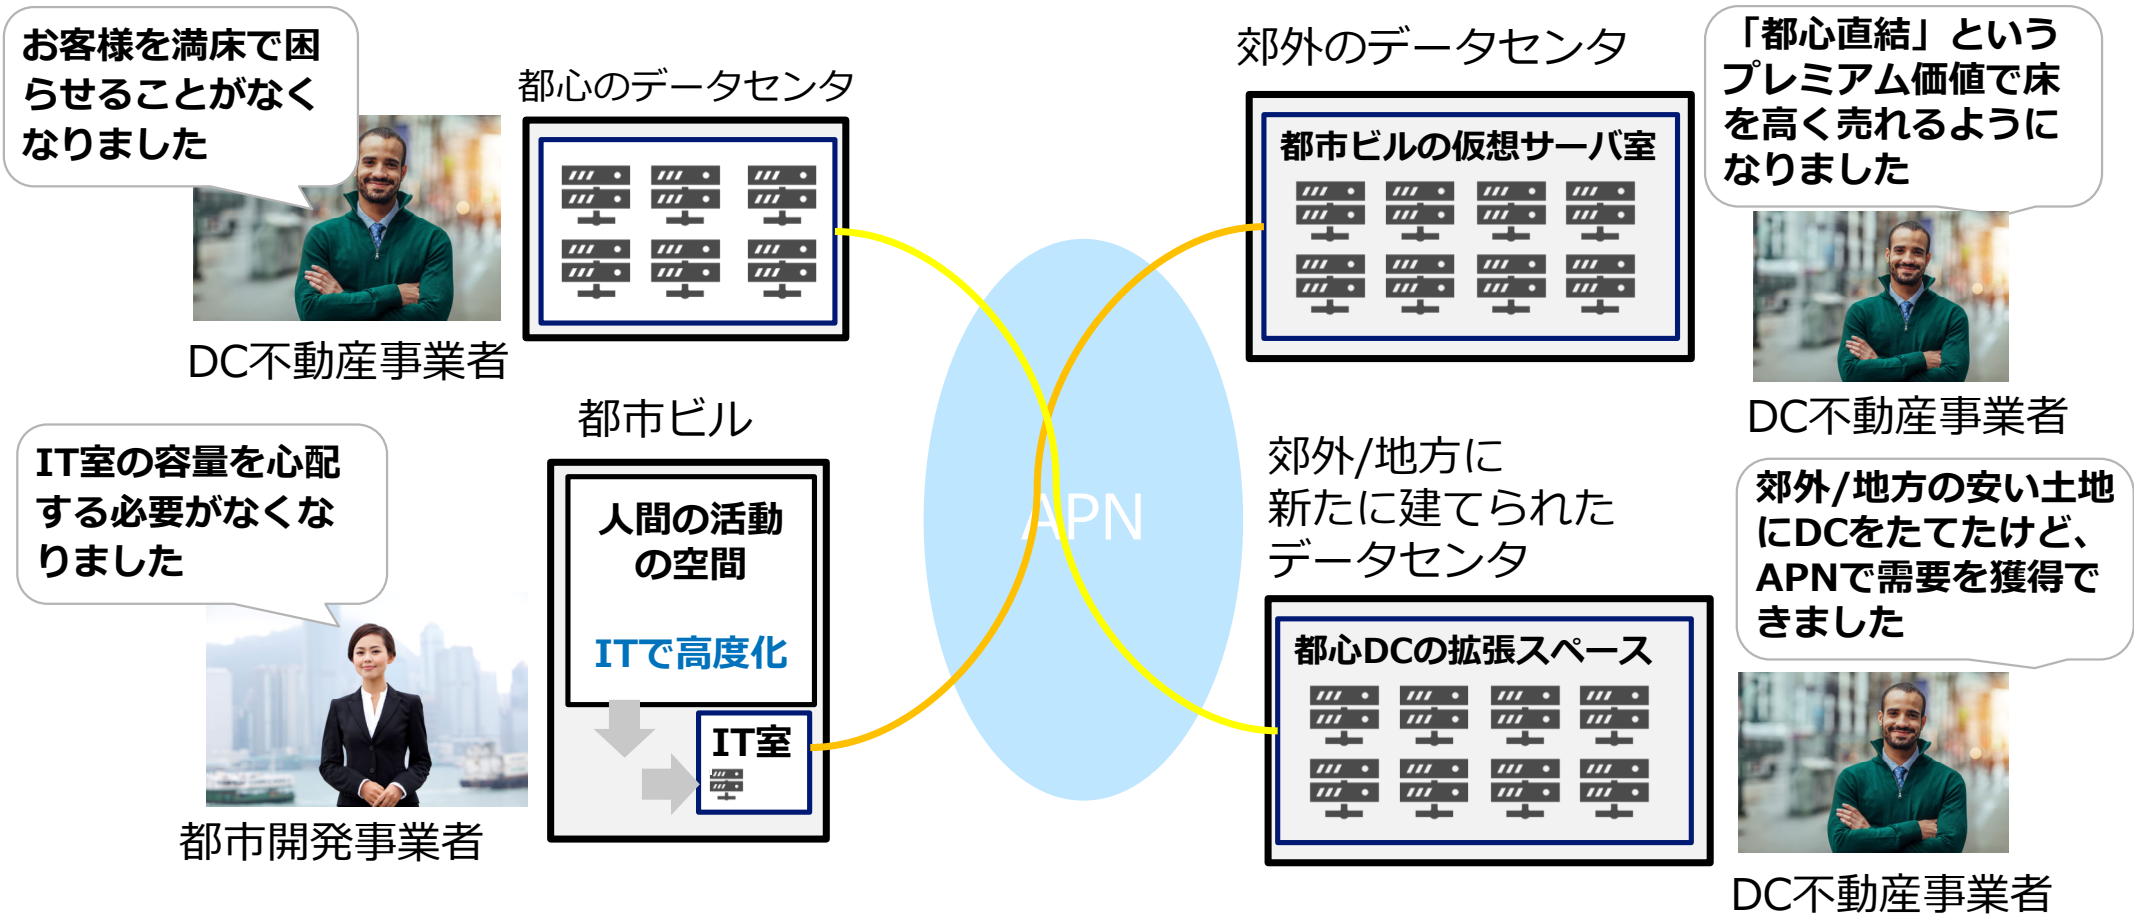 お客様を満床で困
らせることがなく
なりました
DC不動産事業者
都心のデータセンタ
郊外のデータセンタ
都市ビルの仮想サーバ室
「都心直結」という
プレミアム価値で床
を高く売れるように
なりました
DC不動産事業者
IT室の容量を心配
する必要がなくな
りました
都市開発事業者
都市ビル
人間の活動
の空間
ITで高度化
IT室
APN
郊外/地方に
新たに建てられた
データセンタ
都心DCの拡張スペース
郊外/地方の安い土地
にDCをたてたけど、
APNで需要を獲得で
きました
DC不動産事業者